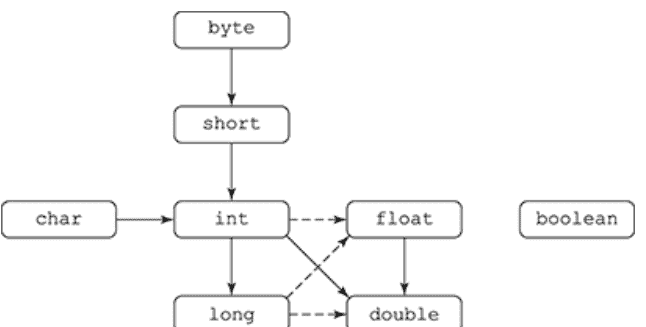 byte
short
char int float boolean
long double